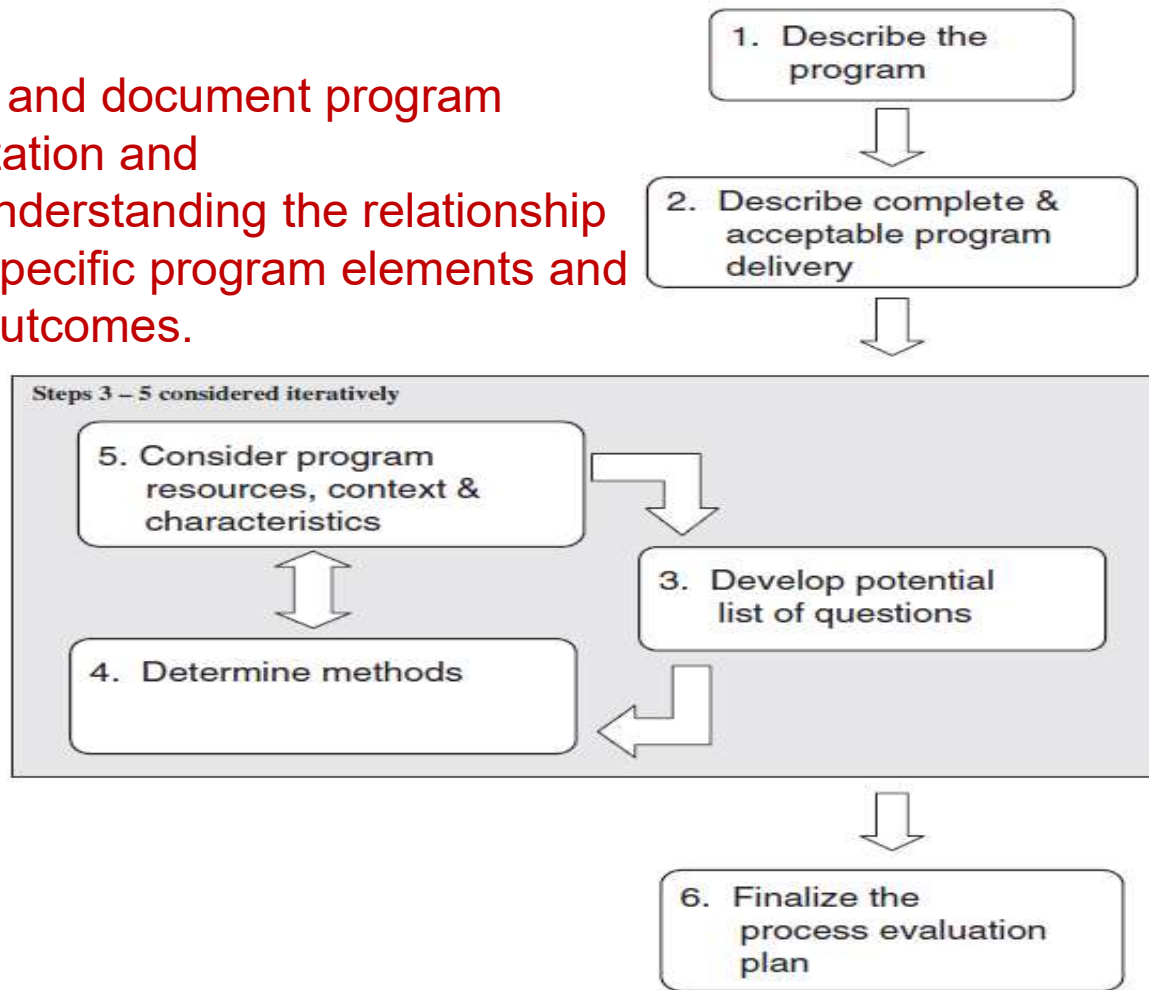 and document program
tation and
nderstanding the relationship
pecific program elements and
utcomes.
1. Describe the
program
2. Describe complete &
acceptable program
delivery
Steps 3 – 5 considered iteratively
5. Consider program
resources, context &
characteristics
3. Develop potential
list of questions
4. Determine methods
6. Finalize the
process evaluation
plan